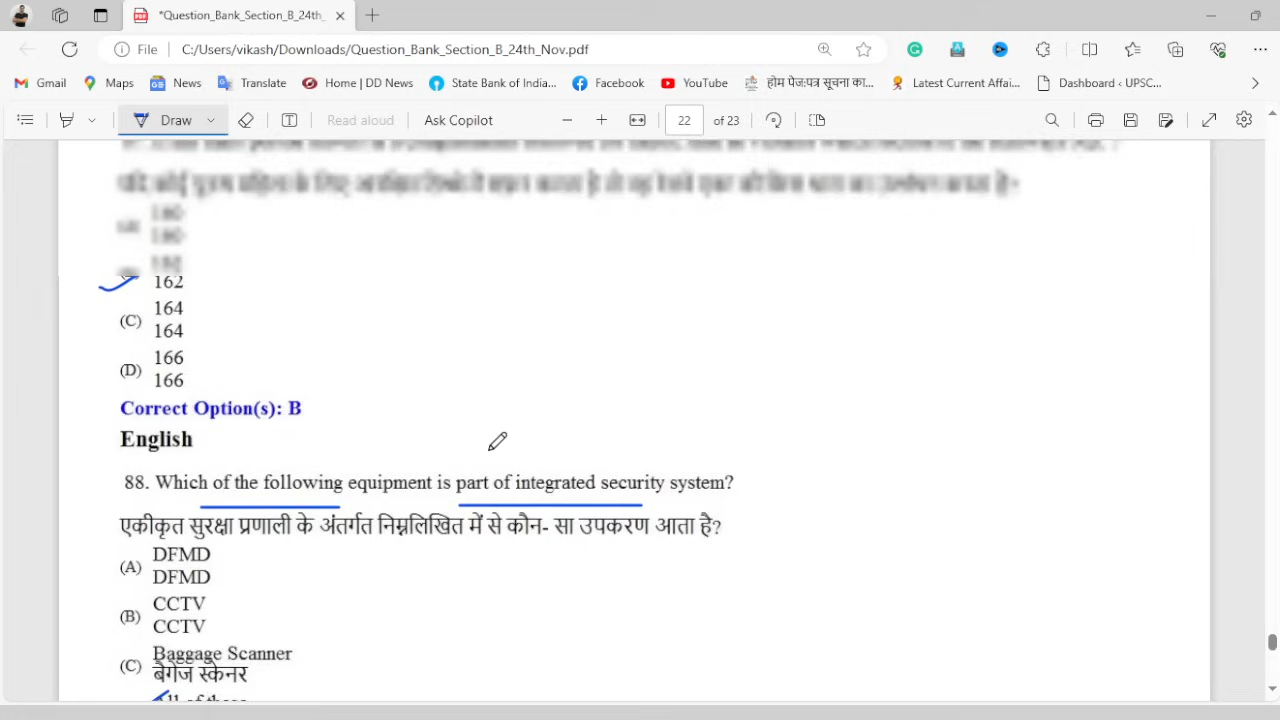 *Question_Bank_Section_B_24th_
File C:/Users/vikash/Downloads/Question_Bank_Section_B_24th_Nov.pdf
Gmail Maps News Translate Home | DD News State Bank of India... Facebook YouTube होम पेज:पत्र सूचना का... Latest Current Affai... Dashboard ‹ UPSC...
Draw Read aloud Ask Copilot 22 of 23
162
(C) 164
164
(D) 166
166
Correct Option(s): B
English
88. Which of the following equipment is part of integrated security system?
एकीकृत सुरक्षा प्रणाली के अंतर्गत निम्नलिखित में से कौन- सा उपकरण आता है?
(A) DFMD
DFMD
(B) CCTV
CCTV
(C) Baggage Scanner
बैगेज स्केनर
All of these